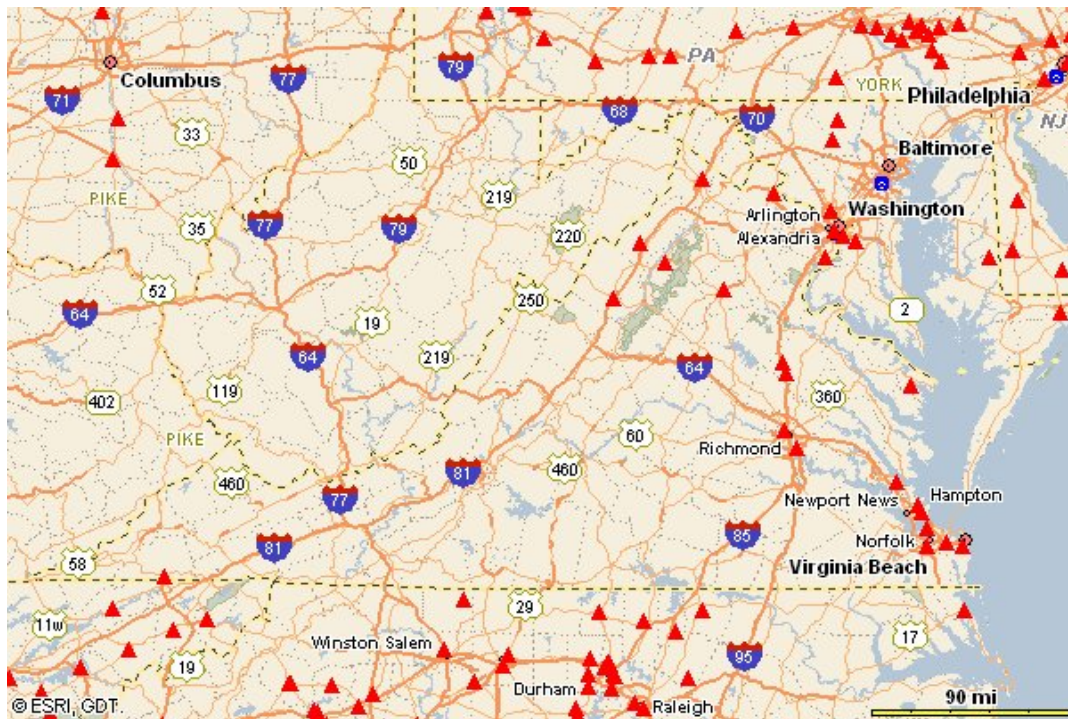 PA
79
77
71
Columbus
YORK
Philadelphia
68
70
NJ
33
50
Baltimore
219
PIKE
Arlington
Washington
35
77
79
220
Alexandria
52
250
2
64
19
64
219
64
119
360
402
PIKE
60
Richmond
460
81
460
77
Newport News
Hampton
85
81
Norfolk
58
Virginia Beach
29
11w
Winston Salem
17
95
19
Durham
90 mi
© ESRI, GDT
Raleigh